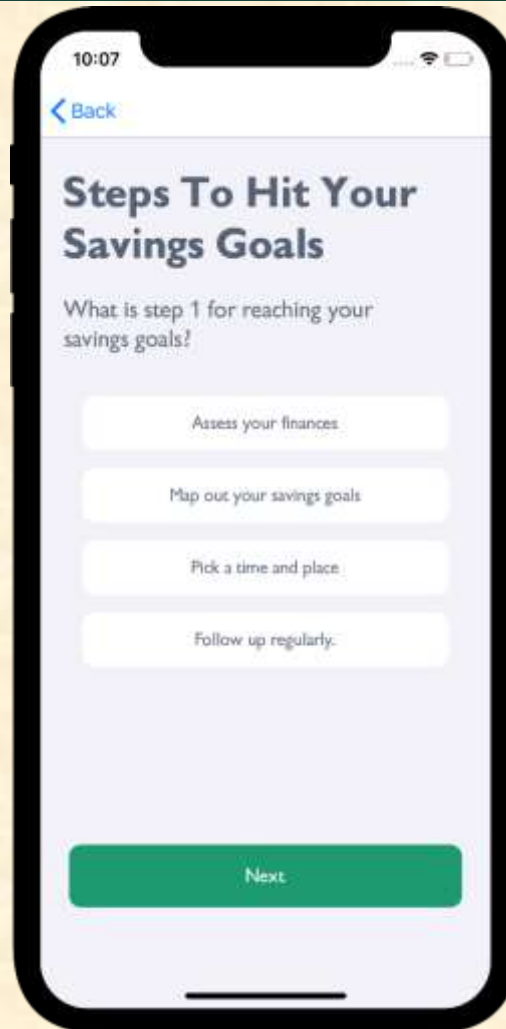 10:07
Back
Steps To Hit Your
Savings Goals
What is step 1 for reaching your
savings goals?
Assess your finances
Map out your savings goals
Pick a time and place
Follow up regularly.
Next